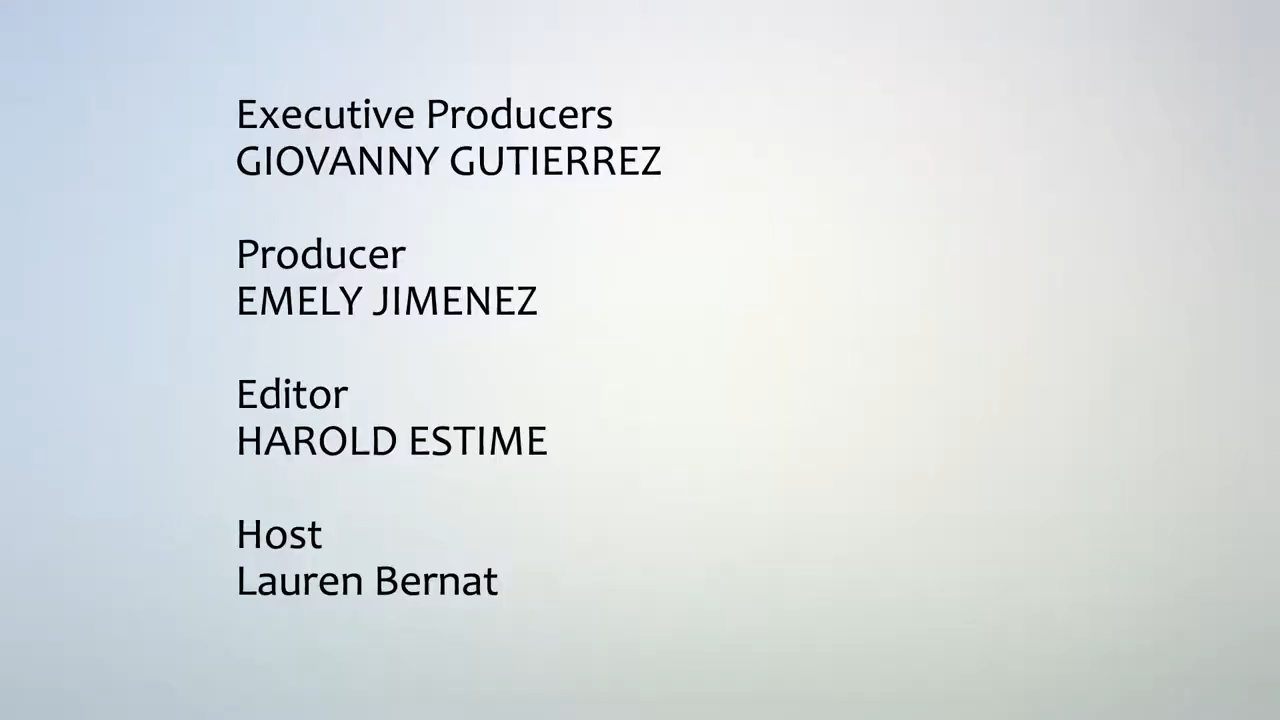 Executive Producers
GIOVANNY GUTIERREZ
Producer
EMELY JIMENEZ
Editor
HAROLD ESTIME
Host
Lauren Bernat